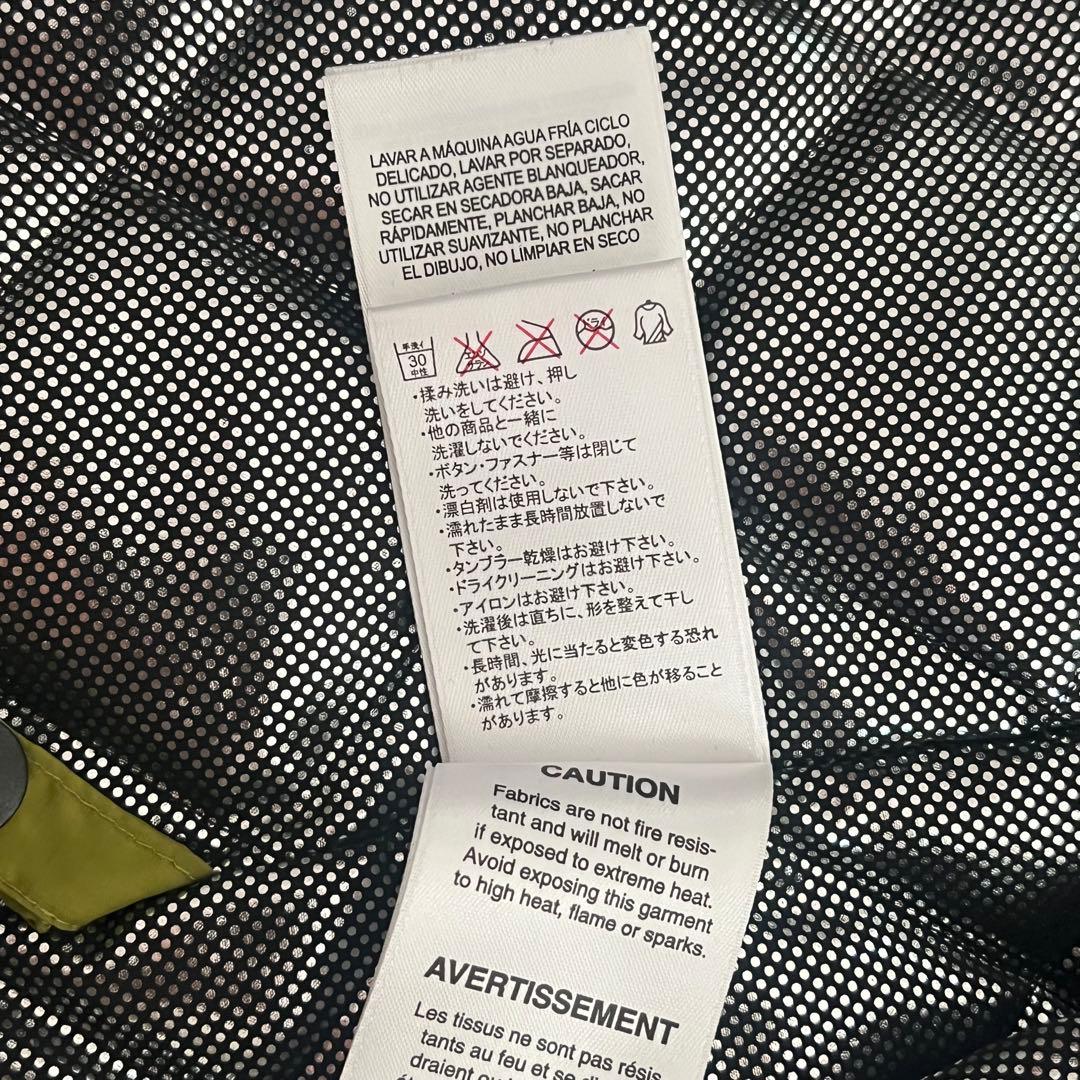 LAVAR A MÁQUINA AGUA FRÍA CICLO
DELICADO, LAVAR POR SEPARADO,
NO UTILIZAR AGENTE BLANQUEADOR,
SECAR EN SECADORA BAJA, SACAR
RÁPIDAMENTE, PLANCHAR BAJA, NO
UTILIZAR SUAVIZANTE, NO PLANCHAR
EL DIBUJO, NO LIMPIAR EN SECO
手洗イ
30
中性
エンソ
サラシ
ドライ
・揉み洗いは避け、押し
洗いをしてください。
・他の商品と一緒に
洗濯しないでください。
・ボタン・ファスナー等は閉じて
洗ってください。
・漂白剤は使用しないで下さい。
・濡れたまま長時間放置しないで
下さい。
・タンブラー乾燥はお避け下さい。
・ドライクリーニングはお避け下さい。
・アイロンはお避け下さい。
・洗濯後は直ちに、形を整えて干し
て下さい。
・長時間、光に当たると変色する恐れ
があります。
・濡れて摩擦すると他に色が移ること
があります。
CAUTION
Fabrics are not fire resis-
tant and will melt or burn
if exposed to extreme heat.
Avoid exposing this garment
to high heat, flame or sparks.
AVERTISSEMENT
Les tissus ne sont pas résis
tants au feu et se
draient